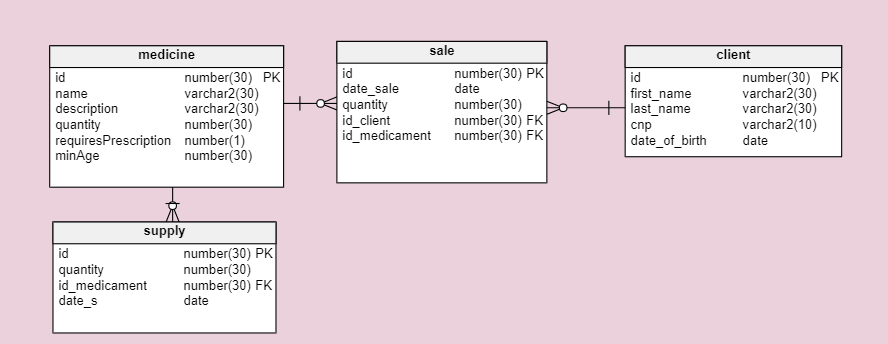 medicine
id number(30) PK
name varchar2(30)
description varchar2(30)
quantity number(30)
requiresPrescription number(1)
minAge number(30)
sale
id number(30) PK
date_sale date
quantity number(30)
id_client number(30) FK
id_medicament number(30) FK
client
id number(30) PK
first_name varchar2(30)
last_name varchar2(30)
cnp varchar2(10)
date_of_birth date
supply
id number(30) PK
quantity number(30)
id_medicament number(30) FK
date_s date